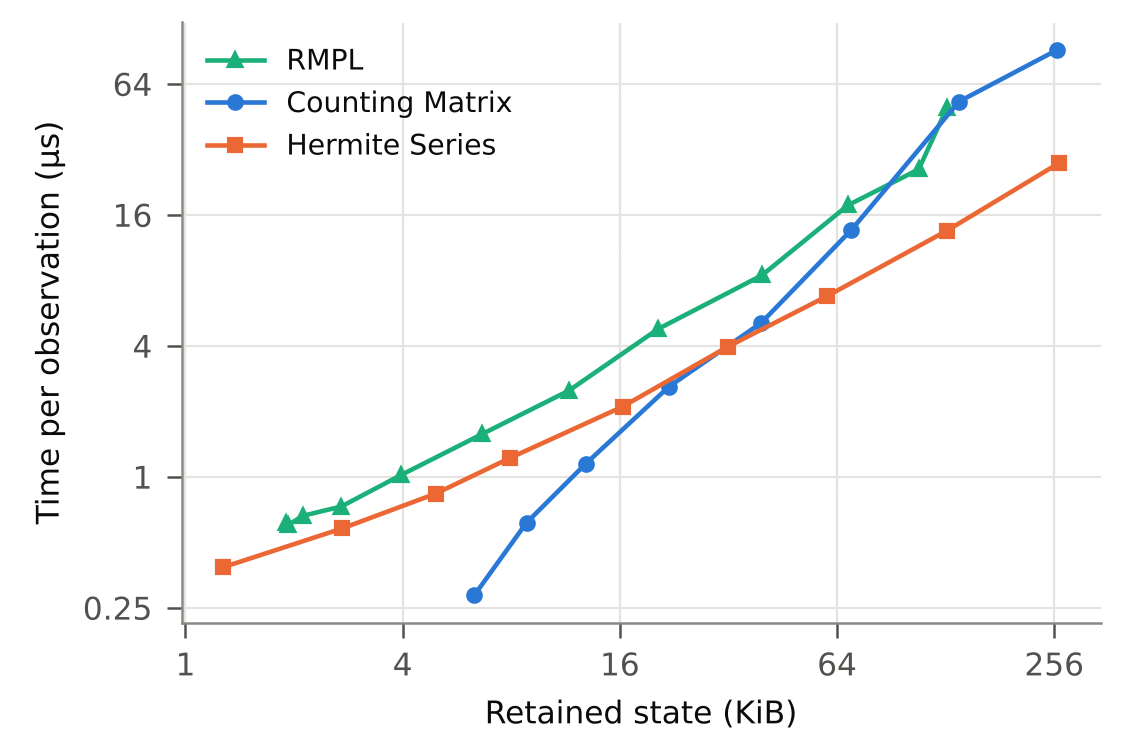 RMPL
Counting Matrix
Hermite Series
Time per observation (µs)
64
16
4
1
0.25
1
4
16
64
256
Retained state (KiB)